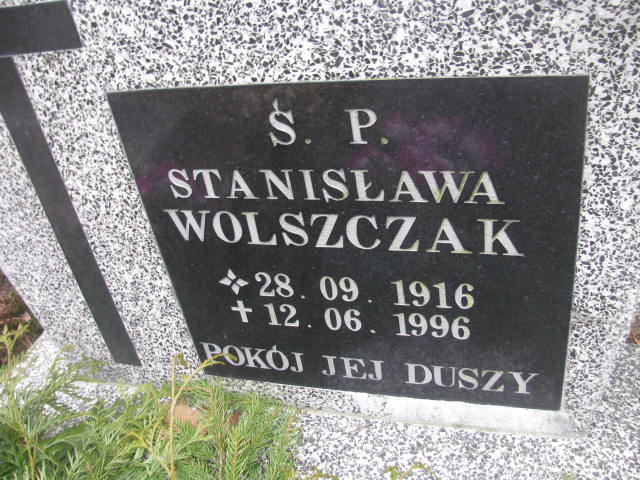 Ś. P.
STANISŁAWA
WOLSZCZAK
28. 09. 1916
12. 06. 1996
POKÓJ JEJ DUSZY